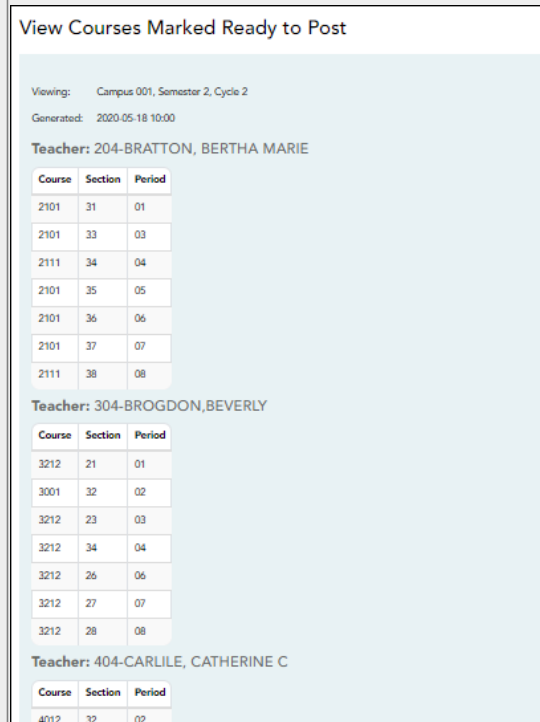 View Courses Marked Ready to Post
Viewing: Campus 001, Semester 2, Cycle 2
Generated: 2020-05-18 10:00
Teacher: 204-BRATTON, BERTHA MARIE
Course Section Period
2101 31 01
2101 33 03
2111 34 04
2101 35 05
2101 36 06
2101 37 07
2111 38 08
Teacher: 304-BROGDON,BEVERLY
Course Section Period
3212 21 01
3001 32 02
3212 23 03
3212 34 04
3212 26 06
3212 27 07
3212 28 08
Teacher: 404-CARLILE, CATHERINE C
Course Section Period
4012 32 02